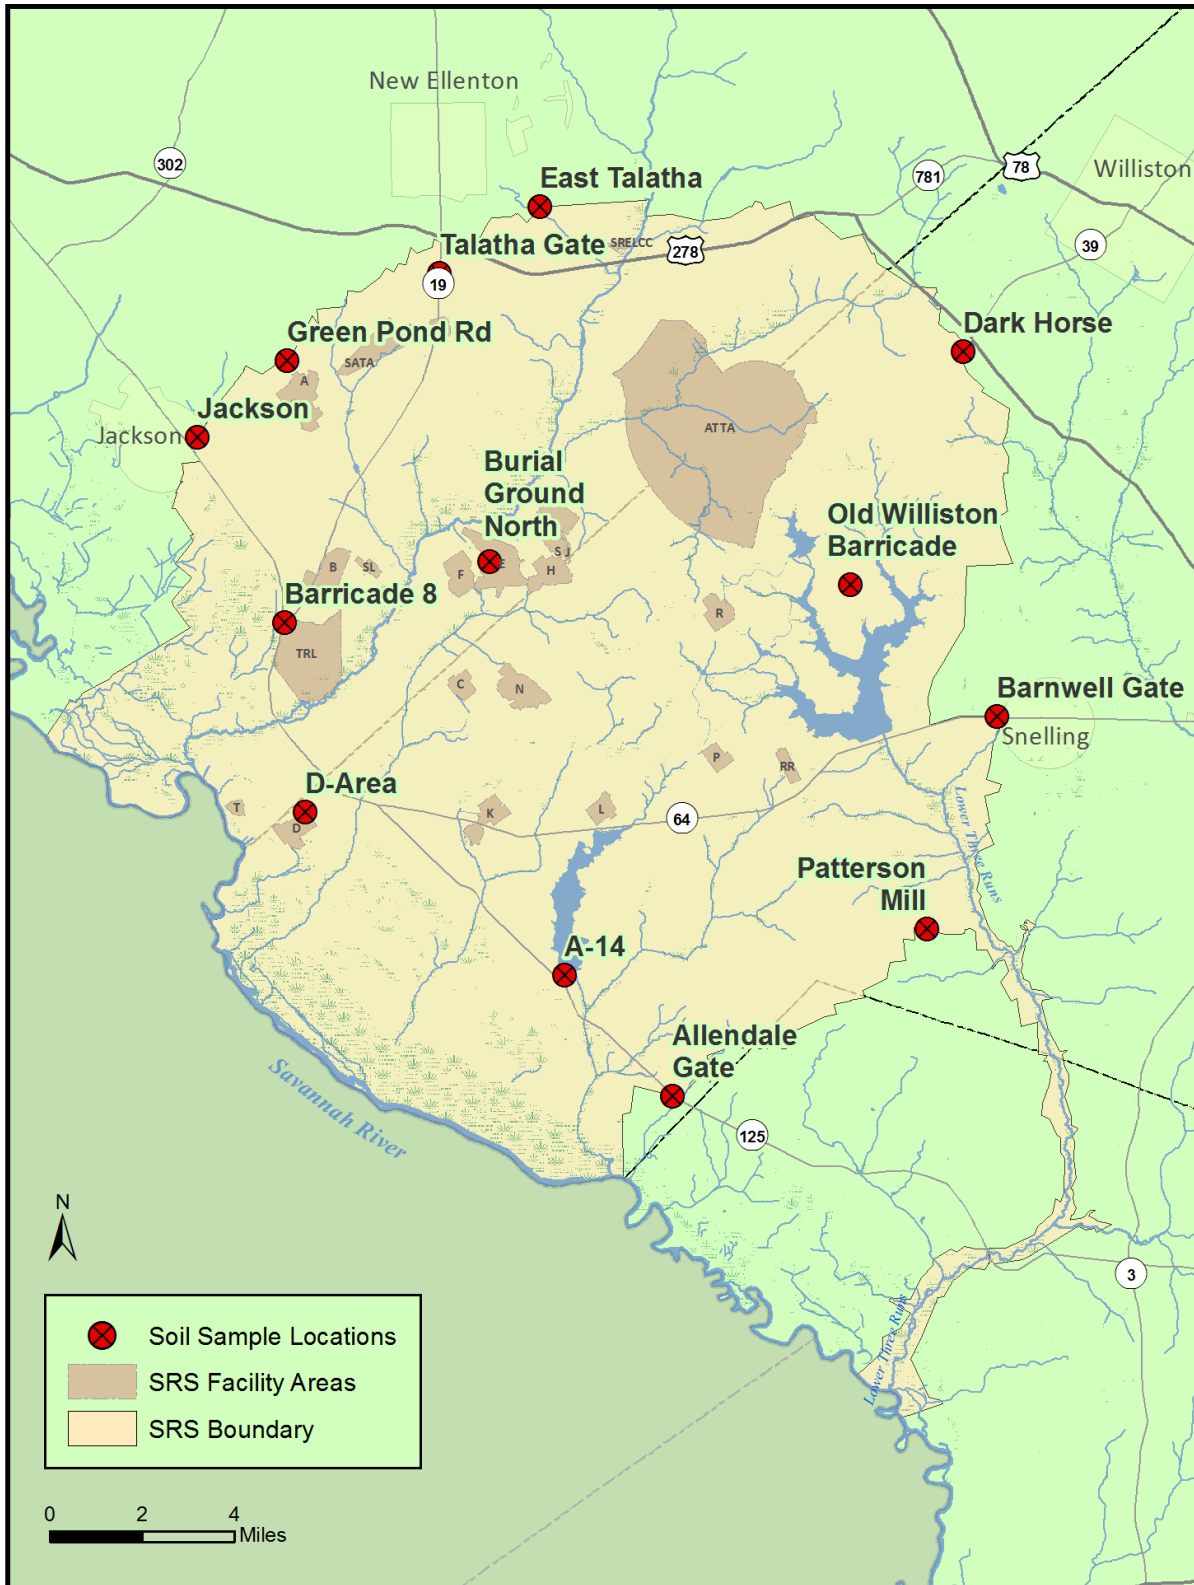 New Ellenton
302
East Talatha
781
78
Williston
39
Talatha Gate
SRELCC
278
19
Green Pond Rd
SATA
A
Dark Horse
Jackson
Jackson
ATTA
Burial
Ground
North
Old Williston
Barricade
S J
E
F
H
B
SL
Barricade 8
R
TRL
C
N
Barnwell Gate
Snelling
P
RR
D-Area
T
D
K
L
64
Lower Three Runs
Patterson
Mill
A-14
Allendale
Gate
Savannah River
125
N
3
Lower Three Runs
Soil Sample Locations
SRS Facility Areas
SRS Boundary
0 2 4
Miles